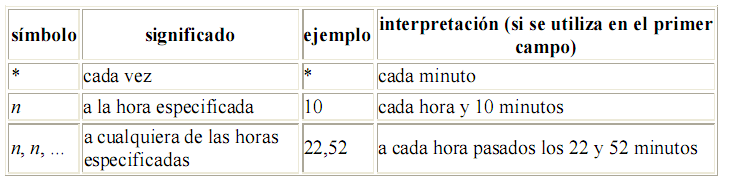 símbolo significado ejemplo interpretación (si se utiliza en el primer
campo)
* cada vez * cada minuto
n a la hora especificada 10 cada hora y 10 minutos
n, n, ... a cualquiera de las horas
especificadas 22,52 a cada hora pasados los 22 y 52 minutos